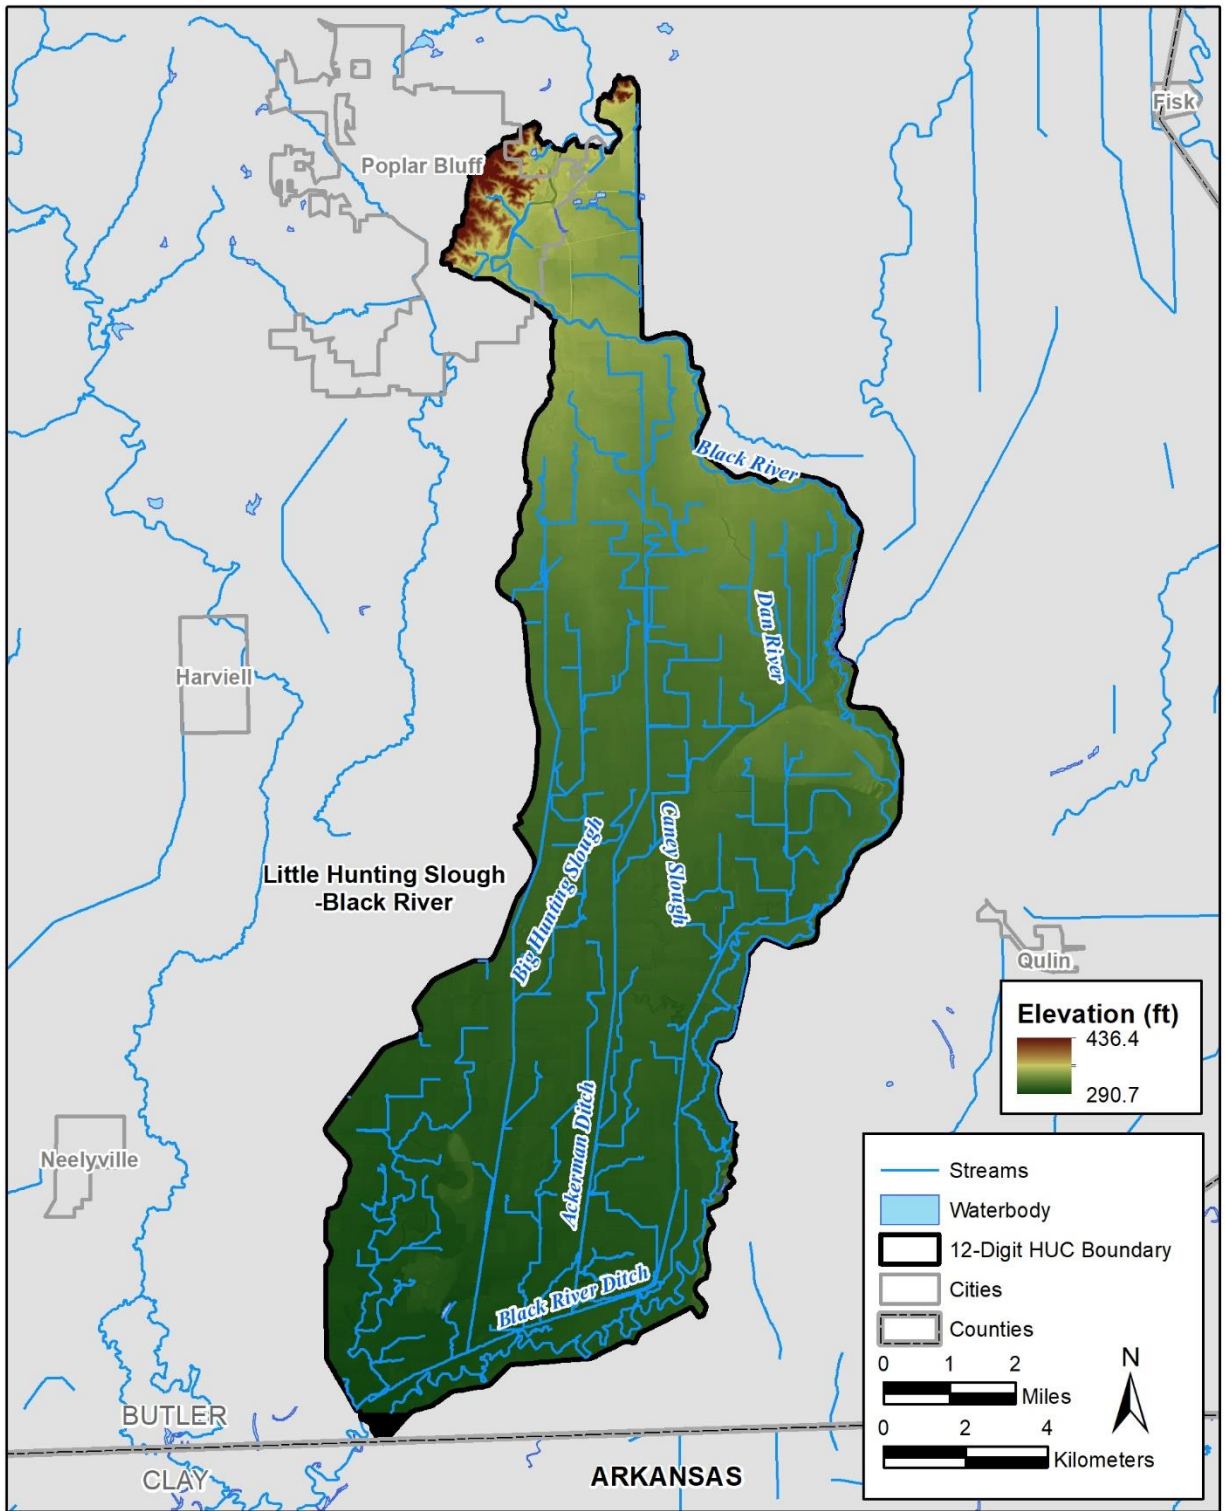 Fisk
Poplar Bluff
Black River
Dan River
Harviell
Caney Slough
Big Hunting Slough
Little Hunting Slough
-Black River
Qulin
Elevation (ft)
436.4
290.7
Ackerman Ditch
Neelyville
Streams
Waterbody
12-Digit HUC Boundary
Cities
Counties
Black River Ditch
0 1 2
Miles
0 2 4
Kilometers
N
BUTLER
CLAY
ARKANSAS